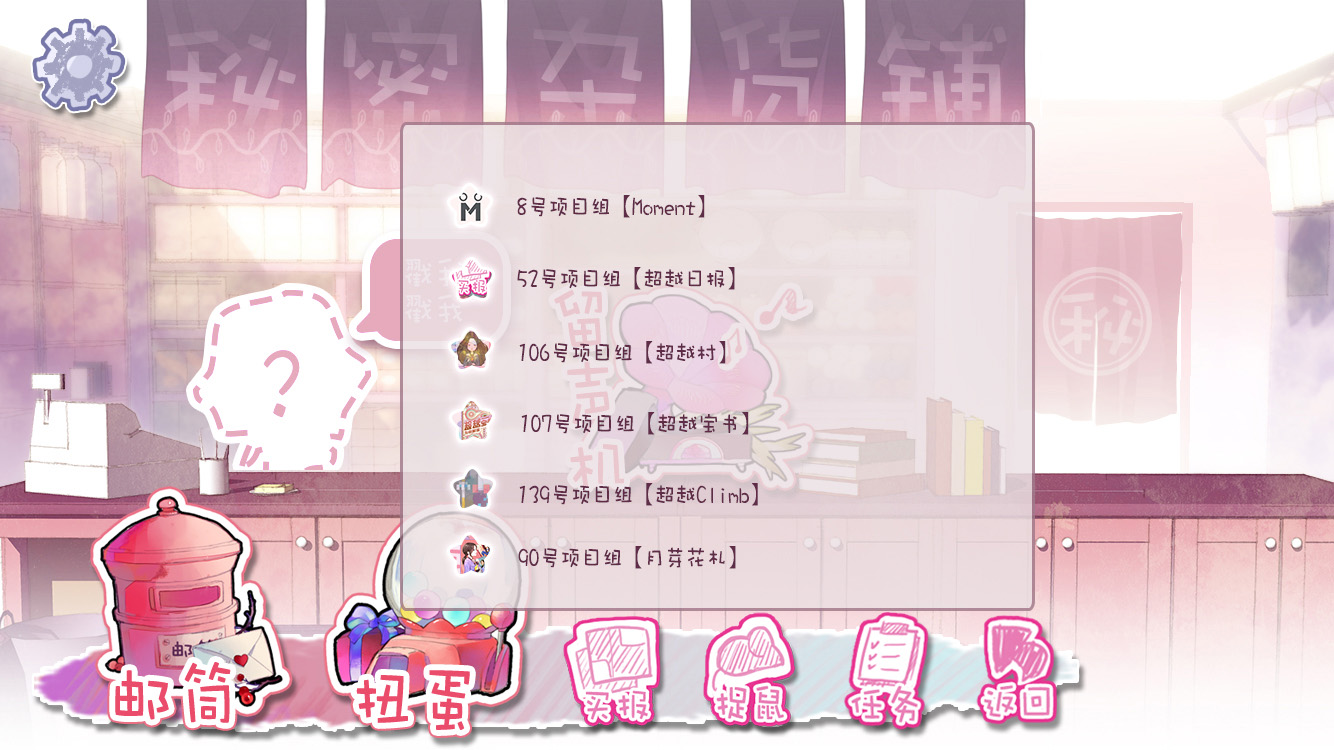 秘密杂货铺
8号项目组【Moment】
52号项目组【超越日报】
买报
戳我
戳我
106号项目组【超越村】
留声机
秘
?
107号项目组【超越宝书】
139号项目组【超越Climb】
90号项目组【月芽花札】
邮筒
扭蛋
买报
捉鼠
任务
返回